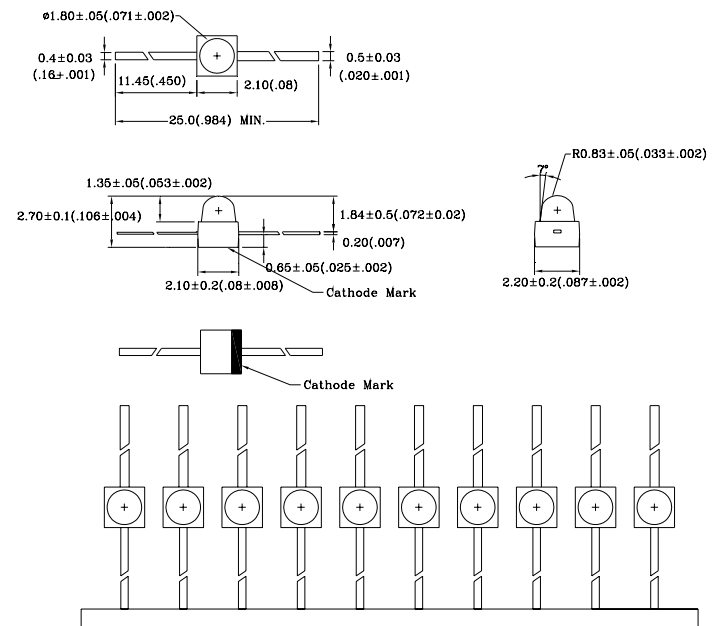 ø1.80±.05(.071±.002)
0.4±0.03
(.16±.001)
11.45(.450)
2.10(.08)
0.5±0.03
(.020±.001)
25.0(.984) MIN.
1.35±.05(.053±.002)
2.70±0.1(.106±.004)
1.84±0.5(.072±0.02)
0.20(.007)
0.65±.05(.025±.002)
2.10±0.2(.08±.008)
Cathode Mark
7°
R0.83±.05(.033±.002)
2.20±0.2(.087±.002)
Cathode Mark